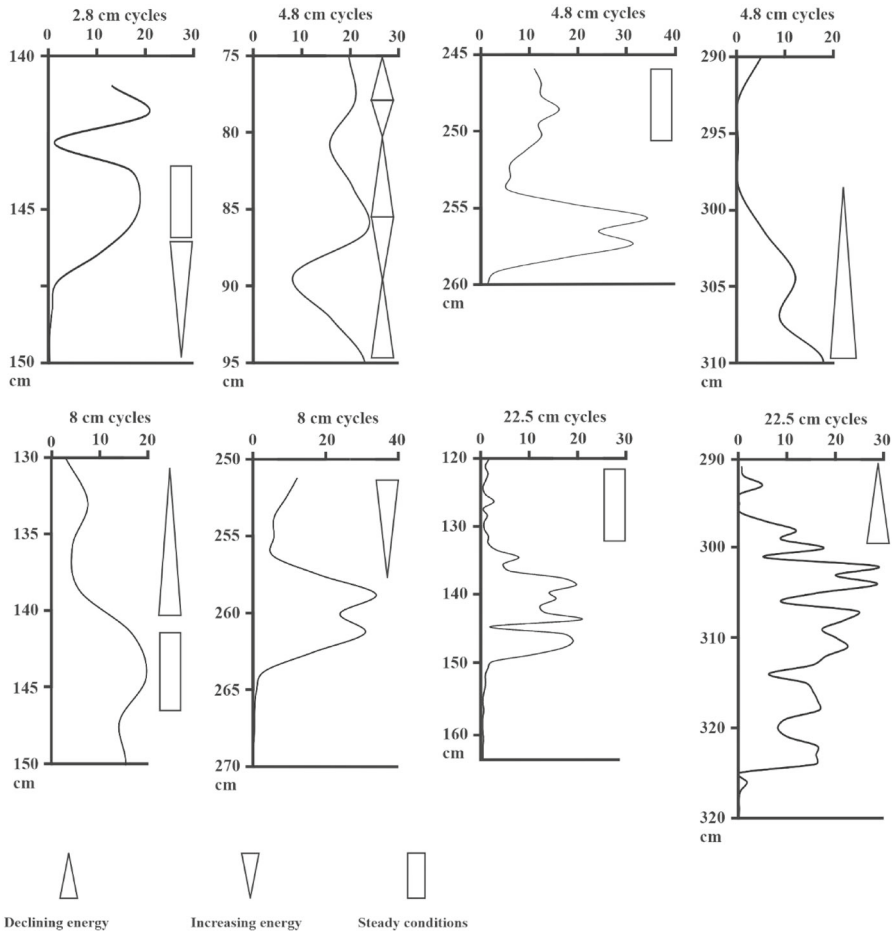 2.8 cm cycles
0 10 20 30
140
145
150
cm
4.8 cm cycles
0 10 20 30
75
80
85
90
95
cm
4.8 cm cycles
0 10 20 30 40
245
250
255
260
cm
4.8 cm cycles
0 10 20
290
295
300
305
310
cm
8 cm cycles
0 10 20
130
135
140
145
150
cm
8 cm cycles
0 20 40
250
255
260
265
270
cm
22.5 cm cycles
0 10 20 30
120
130
140
150
160
cm
22.5 cm cycles
0 10 20 30
290
300
310
320
320
cm
Declining energy
Increasing energy
Steady conditions